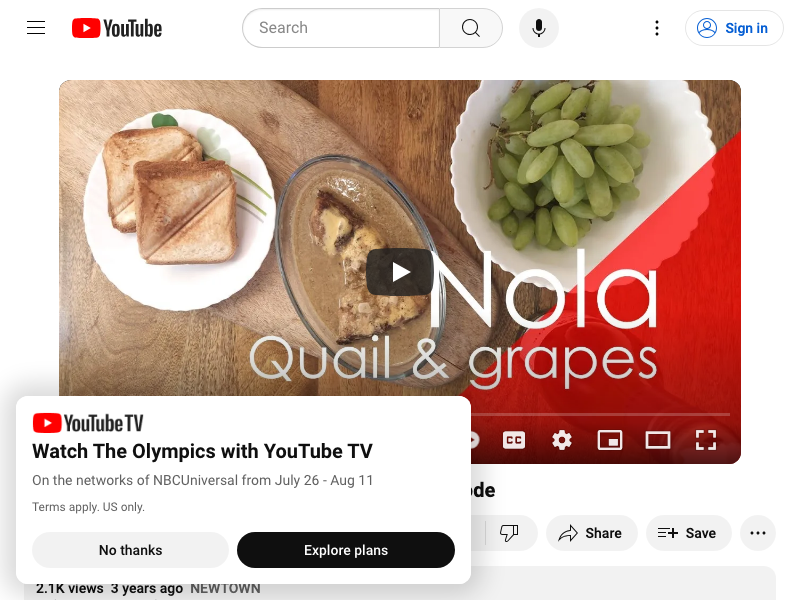 YouTube
Search
Sign in
Nola
Quail & grapes
CC
YouTube TV
Watch The Olympics with YouTube TV
On the networks of NBCUniversal from July 26 - Aug 11
Terms apply. US only.
No thanks
Explore plans
Share
Save
2.1K views 3 years ago NEWTOWN